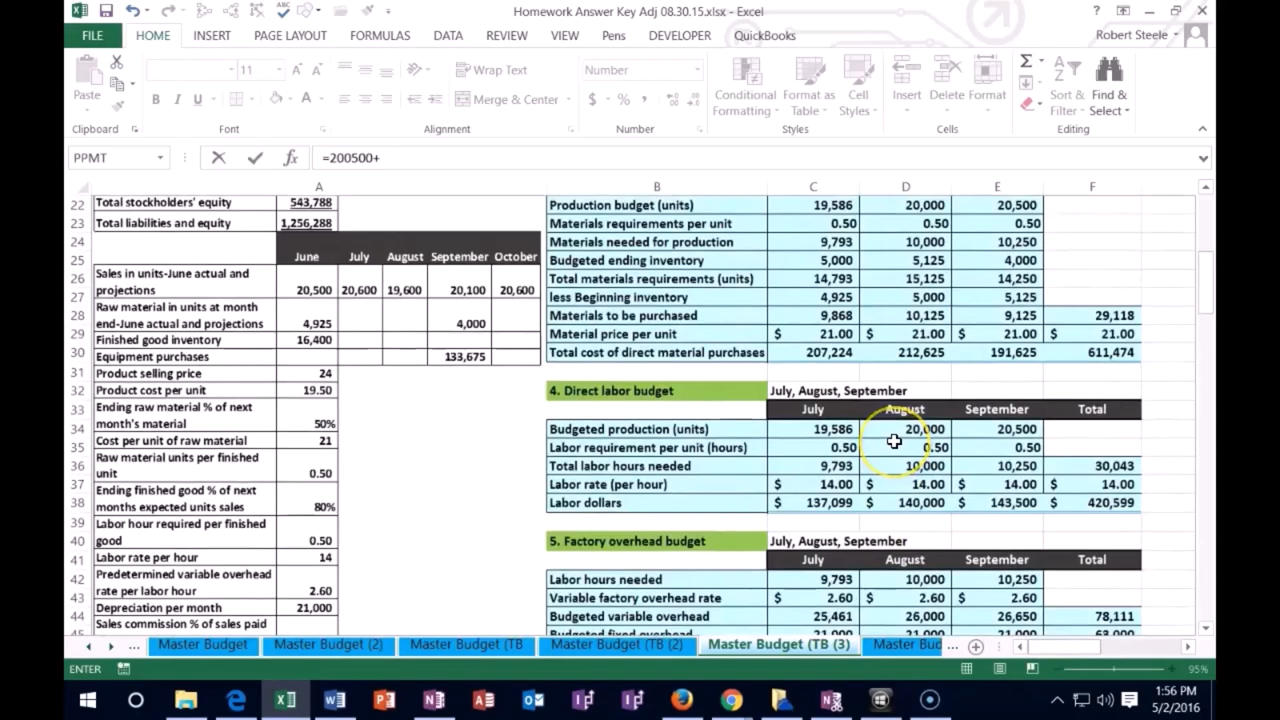 Homework Answer Key Adj 08.30.15.xlsx - Excel
?
FILE HOME INSERT PAGE LAYOUT FORMULAS DATA REVIEW VIEW Pens DEVELOPER QuickBooks Robert Steele
11 Wrap Text Number
Paste B I U Merge & Center $ % , Conditional Formatting Format as Table Cell Styles Insert Delete Format Sort & Filter Find & Select
Clipboard Font Alignment Number Styles Cells Editing
PPMT fx =200500+
A B C D E F
22 Total stockholders' equity 543,788 Production budget (units) 19,586 20,000 20,500
23 Total liabilities and equity 1,256,288 Materials requirements per unit 0.50 0.50 0.50
24 Materials needed for production 9,793 10,000 10,250
25 June July August September October Budgeted ending inventory 5,000 5,125 4,000
26 Sales in units-June actual and Total materials requirements (units) 14,793 15,125 14,250
27 projections 20,500 20,600 19,600 20,100 20,600 less Beginning inventory 4,925 5,000 5,125
28 Raw material in units at month Materials to be purchased 9,868 10,125 9,125 29,118
29 end-June actual and projections 4,925 4,000 Material price per unit $ 21.00 $ 21.00 $ 21.00 $ 21.00
Finished good inventory 16,400
30 Equipment purchases 133,675 Total cost of direct material purchases 207,224 212,625 191,625 611,474
31 Product selling price 24
32 Product cost per unit 19.50 4. Direct labor budget July, August, September
33 Ending raw material % of next July August September Total
34 month's material 50% Budgeted production (units) 19,586 20,000 20,500
35 Cost per unit of raw material 21 Labor requirement per unit (hours) 0.50 0.50 0.50
36 Raw material units per finished Total labor hours needed 9,793 10,000 10,250 30,043
unit 0.50
37 Ending finished good % of next Labor rate (per hour) $ 14.00 $ 14.00 $ 14.00 $ 14.00
38 months expected units sales 80% Labor dollars $ 137,099 $ 140,000 $ 143,500 $ 420,599
39 Labor hour required per finished
40 good 0.50 5. Factory overhead budget July, August, September
41 Labor rate per hour 14 July August September Total
42 Predetermined variable overhead Labor hours needed 9,793 10,000 10,250
43 rate per labor hour 2.60 Variable factory overhead rate $ 2.60 $ 2.60 $ 2.60
44 Depreciation per month 21,000 Budgeted variable overhead 25,461 26,000 26,650 78,111
Sales commission % of sales paid Budgeted fixed overhead 21,000 21,000 21,000 63,000
... Master Budget Master Budget (2) Master Budget (TB Master Budget (TB (2) Master Budget (TB (3) Master Bud ...
ENTER 95%
1:56 PM
5/2/2016